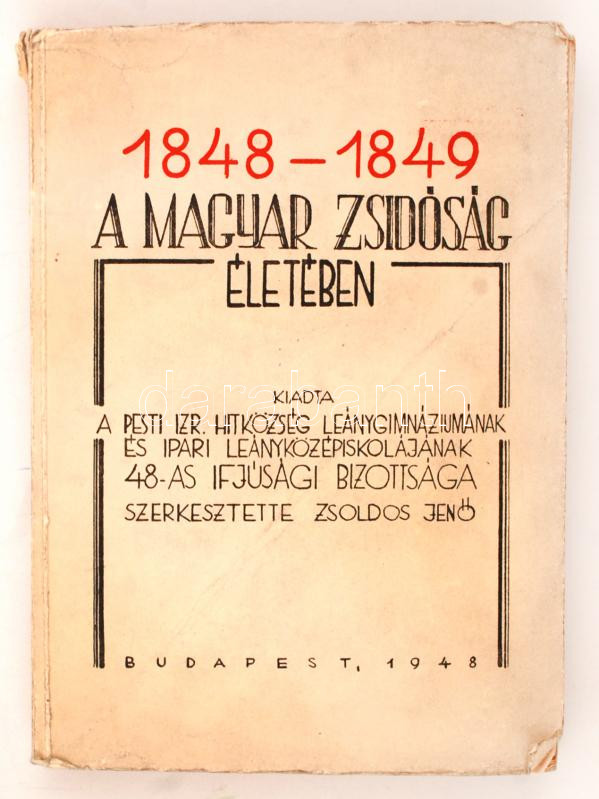 1848 – 1849
A MAGYAR ZSIDÓSÁG
ÉLETÉBEN
KIADTA
A PESTI IZR. HITKÖZSÉG LEÁNYGIMNÁZIUMÁNAK
ÉS IPARI LEÁNYKÖZÉPISKOLÁJÁNAK
48-AS IFJÚSÁGI BIZOTTSÁGA
SZERKESZTETTE ZSOLDOS JENŐ
BUDAPEST, 1948
darabanth